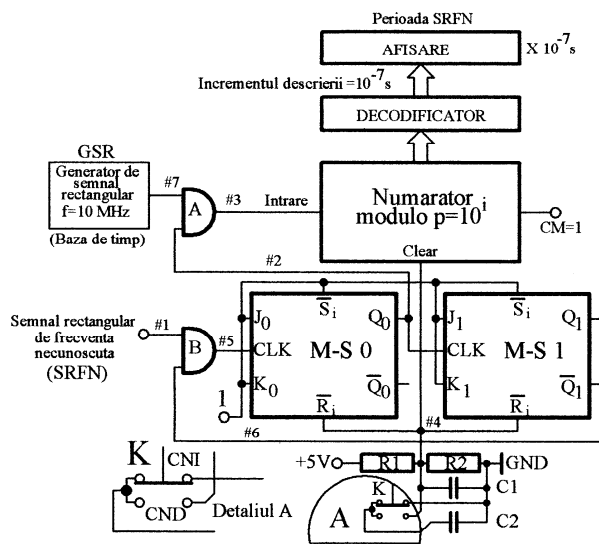 Perioada SRFN
AFISARE
X 10⁻⁷s
Incrementul descrierii =10⁻⁷s
DECODIFICATOR
GSR
Generator de
semnal
rectangular
f=10 MHz
(Baza de timp)
#7
A
#3
Intrare
Numarator
modulo p=10ⁱ
Clear
CM=1
#2
Semnal rectangular
de frecventa
necunoscuta
(SRFN)
#1
B
#5
S̅ᵢ
J₀
Q₀
CLK
M-S 0
K₀
Q̅₀
R̅ᵢ
S̅ᵢ
J₁
Q₁
CLK
M-S 1
K₁
Q̅₁
R̅ᵢ
1
#6
#4
+5V
R1
R2
GND
C1
C2
K
CNI
CND
Detaliul A
A
K